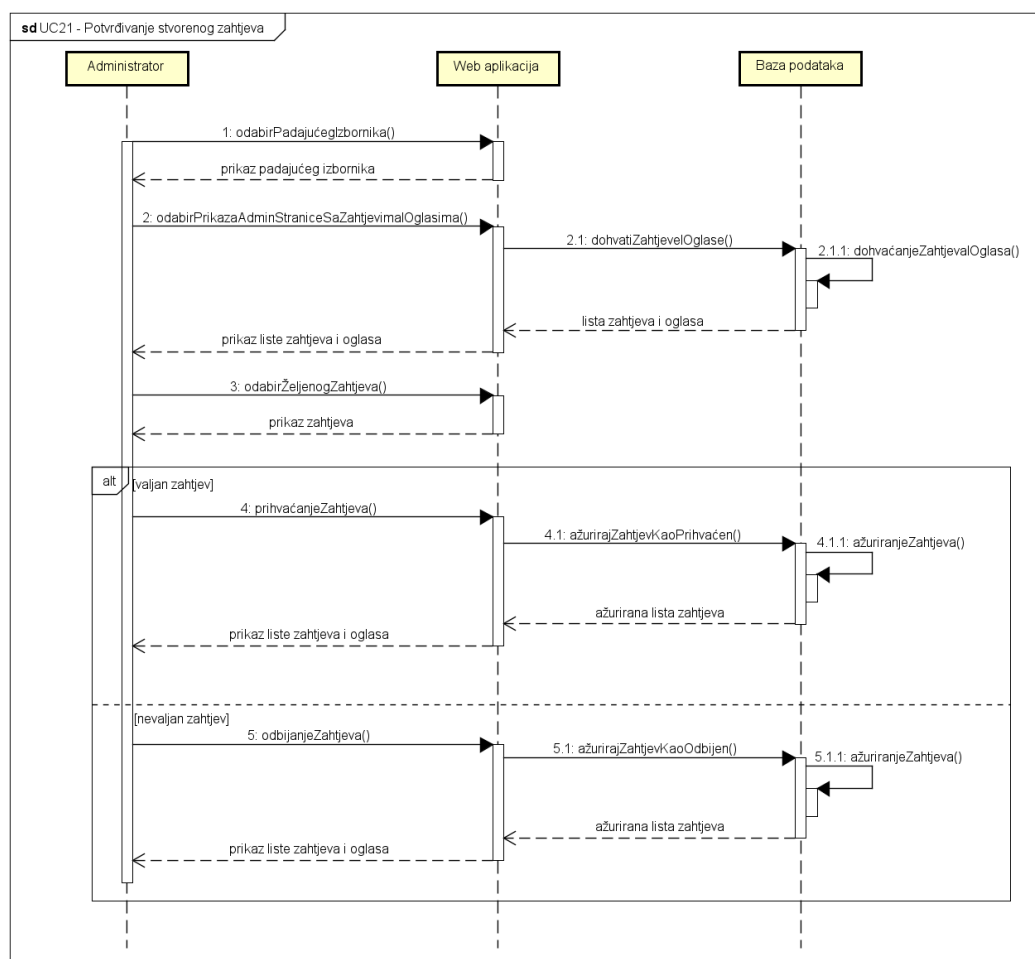 sd UC21 - Potvrđivanje stvorenog zahtjeva
Administrator
Web aplikacija
Baza podataka
1: odabirPadajućegIzbornika()
prikaz padajućeg izbornika
2: odabirPrikazaAdminStraniceSaZahtjevimaIOglasima()
2.1: dohvatiZahtjeveIOglase()
2.1.1: dohvaćanjeZahtjevaIOglasa()
lista zahtjeva i oglasa
prikaz liste zahtjeva i oglasa
3: odabirŽeljenogZahtjeva()
prikaz zahtjeva
alt
[valjan zahtjev]
4: prihvaćanjeZahtjeva()
4.1: ažurirajZahtjevKaoPrihvaćen()
4.1.1: ažuriranjeZahtjeva()
ažurirana lista zahtjeva
prikaz liste zahtjeva i oglasa
[nevaljan zahtjev]
5: odbijanjeZahtjeva()
5.1: ažurirajZahtjevKaoOdbijen()
5.1.1: ažuriranjeZahtjeva()
ažurirana lista zahtjeva
prikaz liste zahtjeva i oglasa